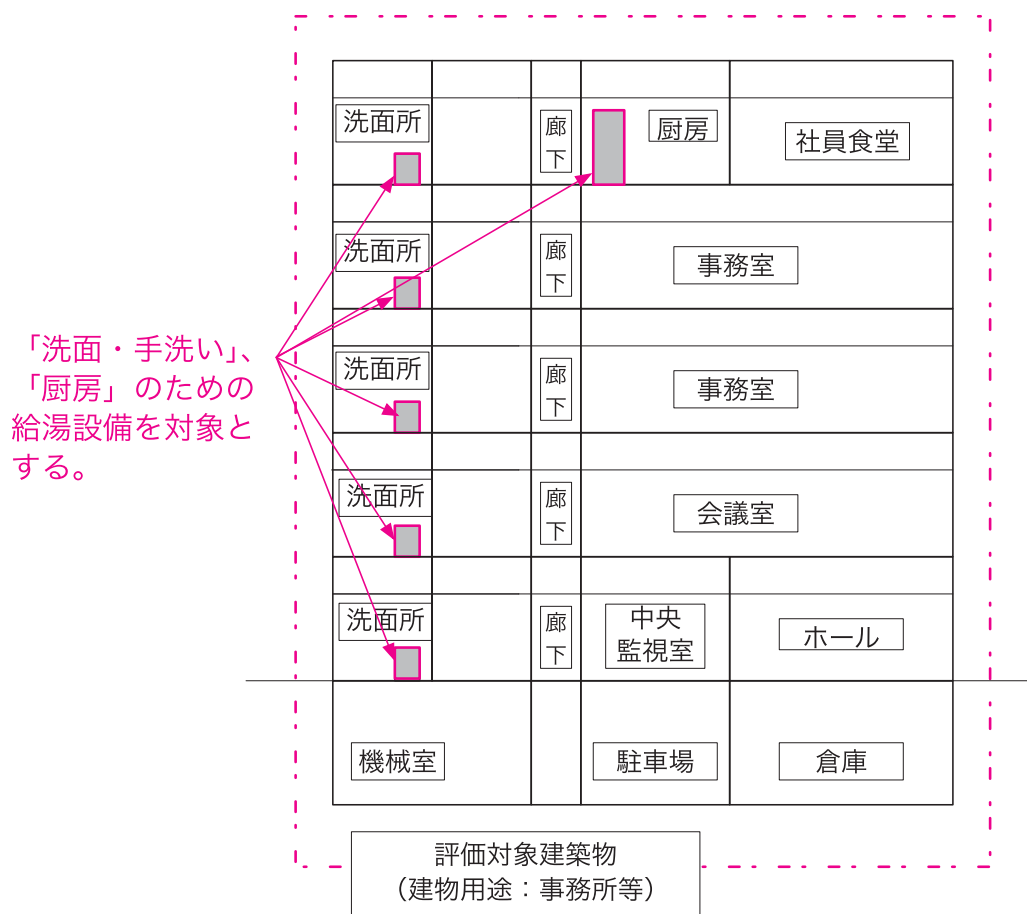 洗面所
廊
下
厨房
社員食堂
洗面所
廊
下
事務室
「洗面・手洗い」、
「厨房」のための
給湯設備を対象と
する。
洗面所
廊
下
事務室
洗面所
廊
下
会議室
洗面所
廊
下
中央
監視室
ホール
機械室
駐車場
倉庫
評価対象建築物
（建物用途：事務所等）